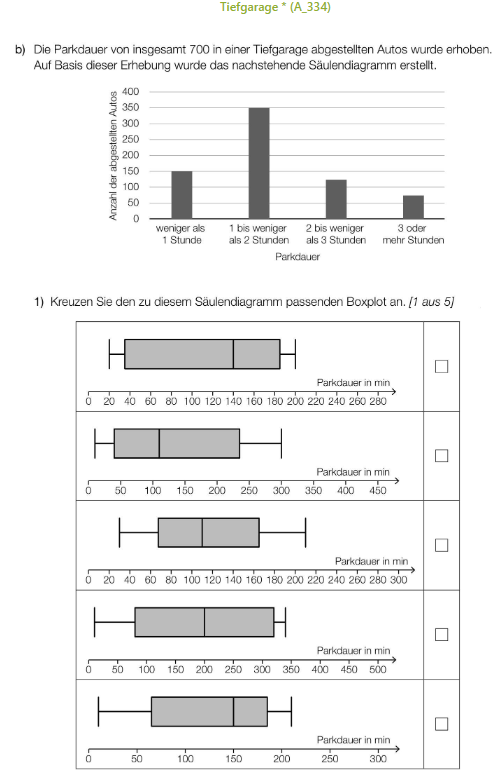 Tiefgarage * (A_334)
b) Die Parkdauer von insgesamt 700 in einer Tiefgarage abgestellten Autos wurde erhoben.
Auf Basis dieser Erhebung wurde das nachstehende Säulendiagramm erstellt.
Anzahl der abgestellten Autos
400
350
300
250
200
150
100
50
0
weniger als 1 bis weniger 2 bis weniger 3 oder
1 Stunde als 2 Stunden als 3 Stunden mehr Stunden
Parkdauer
1) Kreuzen Sie den zu diesem Säulendiagramm passenden Boxplot an. [1 aus 5]
Parkdauer in min
0 20 40 60 80 100 120 140 160 180 200 220 240 260 280
Parkdauer in min
0 50 100 150 200 250 300 350 400 450
Parkdauer in min
0 20 40 60 80 100 120 140 160 180 200 220 240 260 280 300
Parkdauer in min
0 50 100 150 200 250 300 350 400 450 500
Parkdauer in min
0 50 100 150 200 250 300